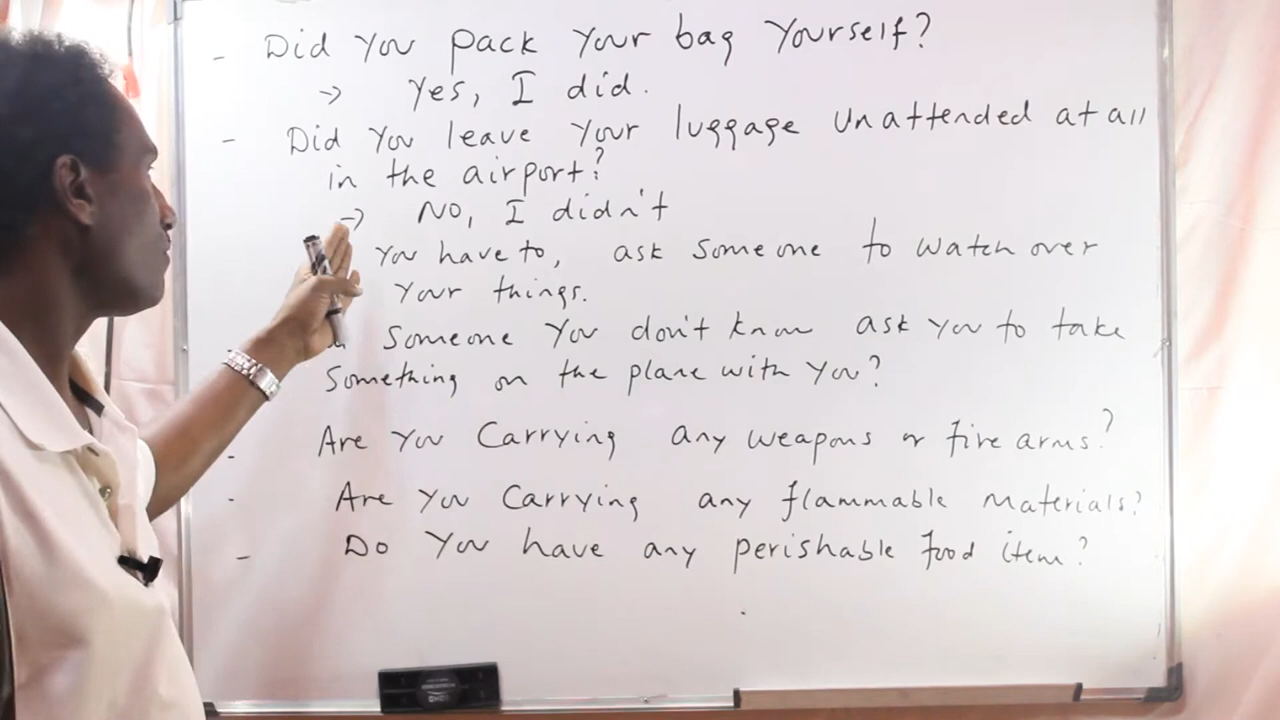 - Did You pack Your bag Yourself?
→ Yes, I did.
- Did You leave Your luggage Unattended at all
in the airport?
→ No, I didn't
You have to, ask Someone to watch over
Your things.
Someone You don't know ask You to take
Something on the plane with You?
- Are You Carrying any weapons or fire arms?
- Are You Carrying any flammable Materials?
- Do You have any perishable food item?